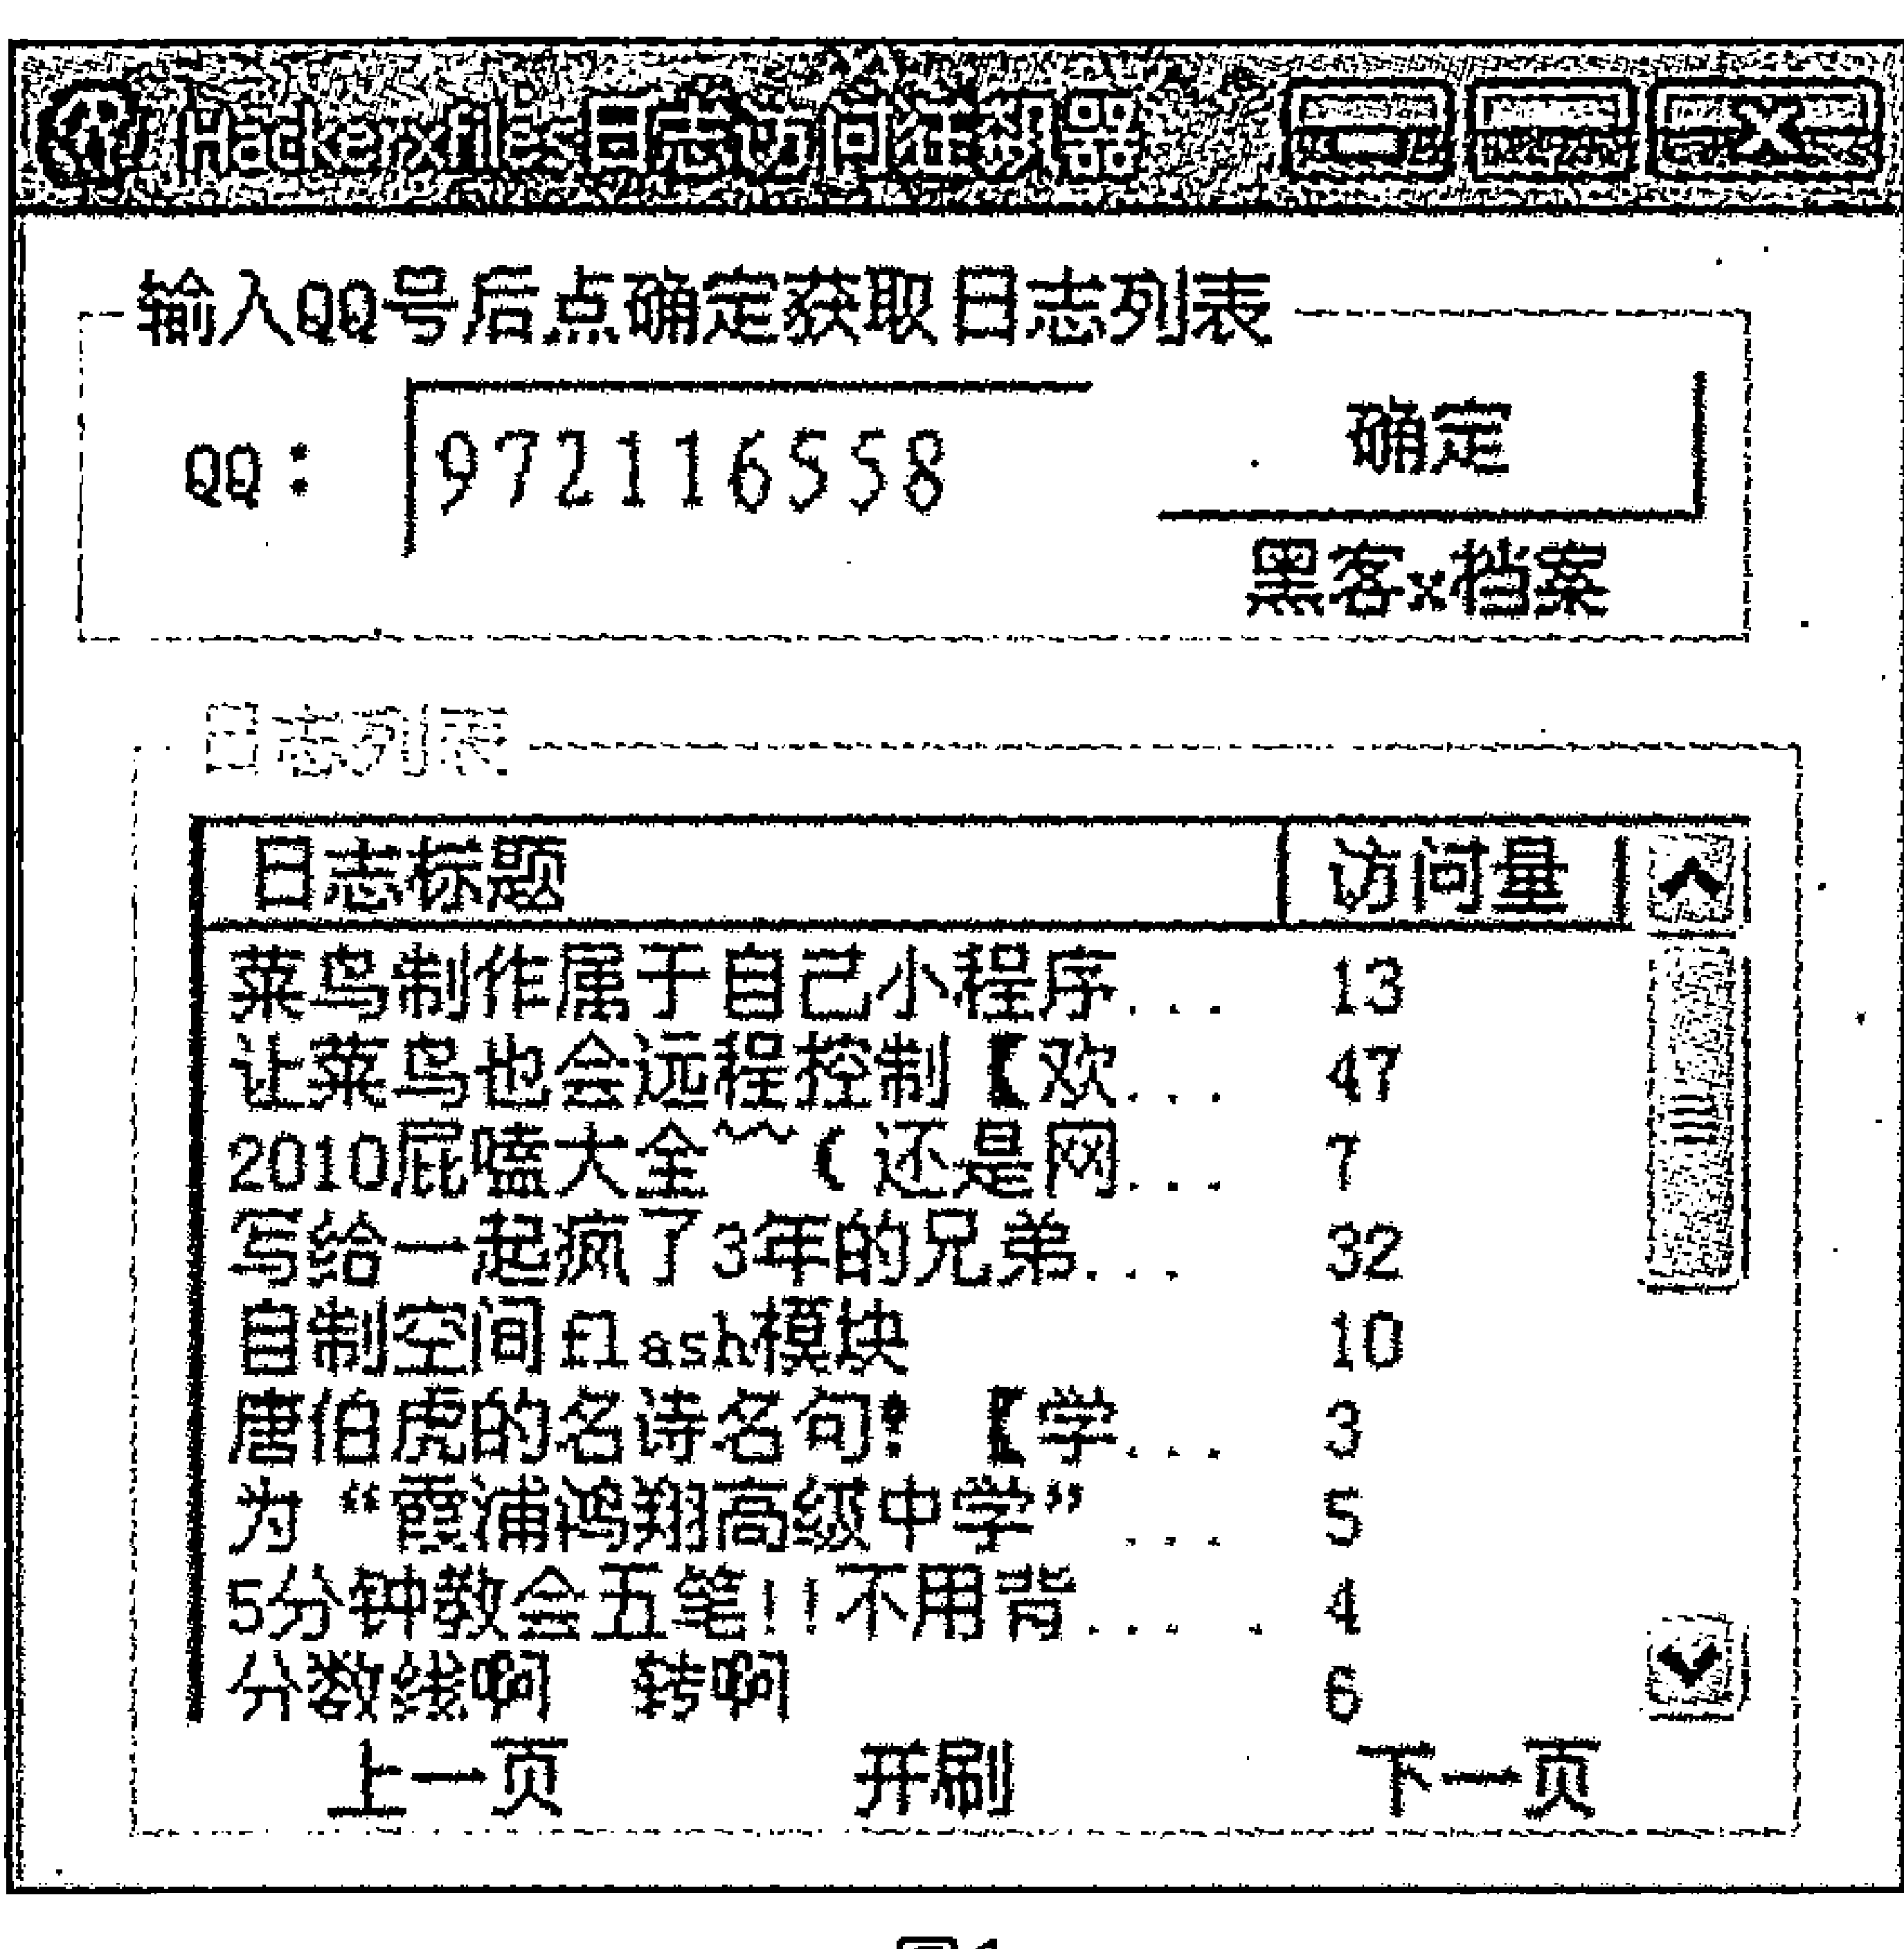 Hackerxfiles日志访问任务器
输入QQ号后点确定获取日志列表
QQ： 972116558 确定
黑客x档案
日志列表
日志标题 访问量
菜鸟制作属于自己小程序... 13
让菜鸟也会远程控制【欢... 47
2010屁嗑大全^^（还是网... 7
写给一起疯了3年的兄弟... 32
自制空间flash模块 10
唐伯虎的名诗名句！【学... 3
为“霞浦鸿翔高级中学”... 5
5分钟教会五笔!!不用背... 4
分数线啊 转啊 6
上一页 开刷 下一页
图1